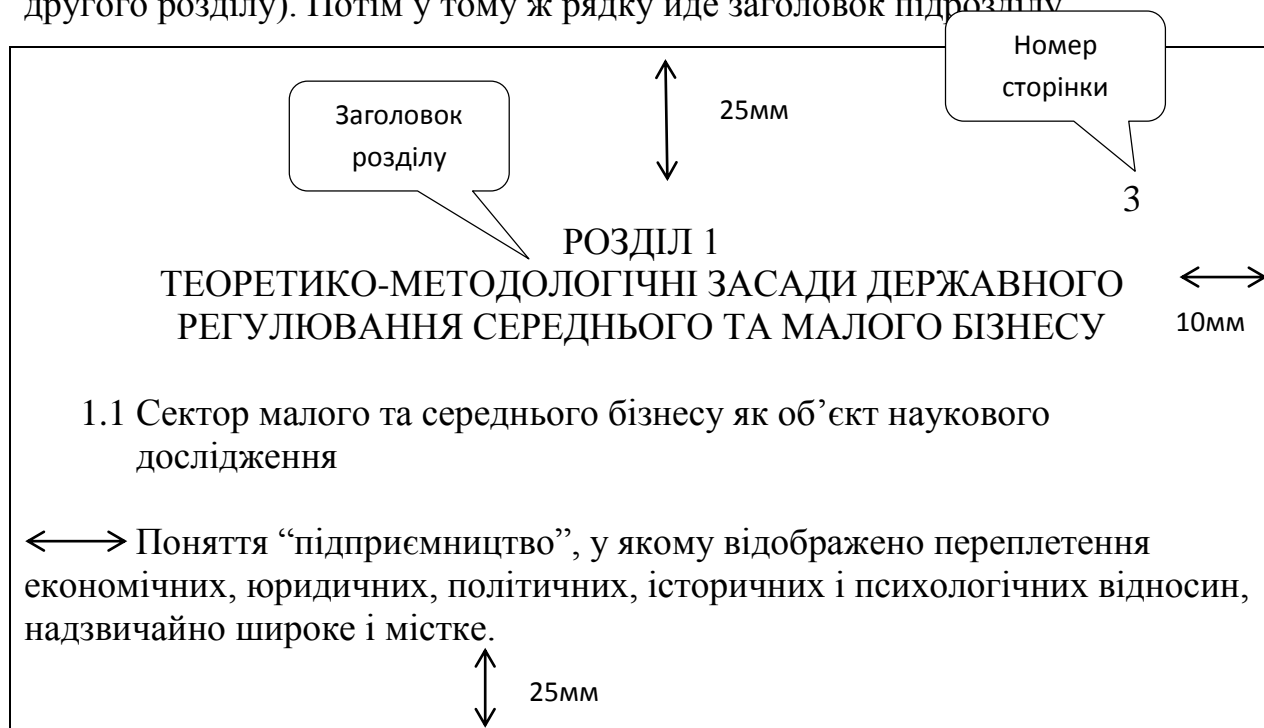 другого розділу). Потім у тому ж рядку йде заголовок підрозділу
Номер
сторінки
Заголовок
розділу
25мм
3
РОЗДІЛ 1
ТЕОРЕТИКО-МЕТОДОЛОГІЧНІ ЗАСАДИ ДЕРЖАВНОГО
РЕГУЛЮВАННЯ СЕРЕДНЬОГО ТА МАЛОГО БІЗНЕСУ
10мм
1.1 Сектор малого та середнього бізнесу як об’єкт наукового
дослідження
Поняття “підприємництво”, у якому відображено переплетення
економічних, юридичних, політичних, історичних і психологічних відносин,
надзвичайно широке і містке.
25мм